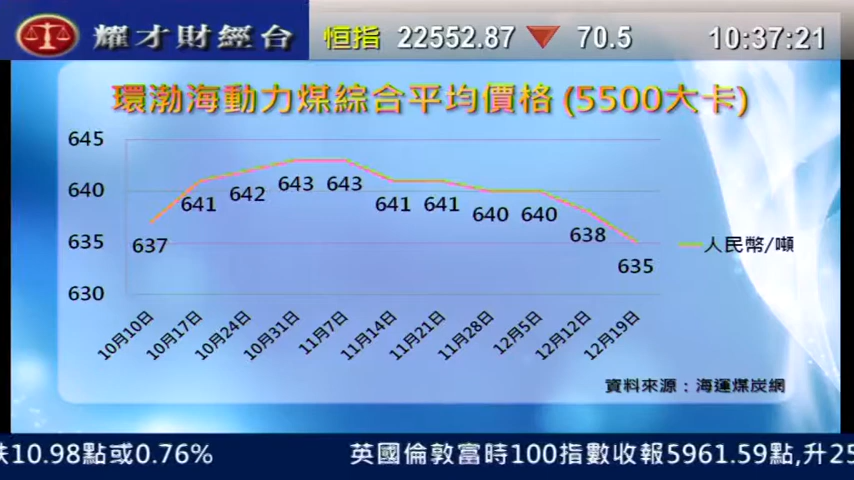 耀才財經台
恒指 22552.87 70.5 10:37:21
環渤海動力煤綜合平均價格 (5500大卡)
645
640
635
630
637 641 642 643 643 641 641 640 640 638 635
人民幣/噸
10月10日 10月17日 10月24日 10月31日 11月7日 11月14日 11月21日 11月28日 12月5日 12月12日 12月19日
資料來源：海運煤炭網
跌10.98點或0.76% 英國倫敦富時100指數收報5961.59點,升25